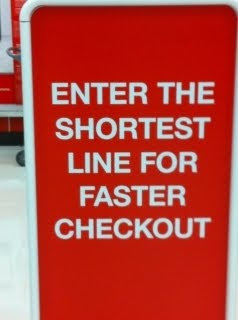 ENTER THE
SHORTEST
LINE FOR
FASTER
CHECKOUT